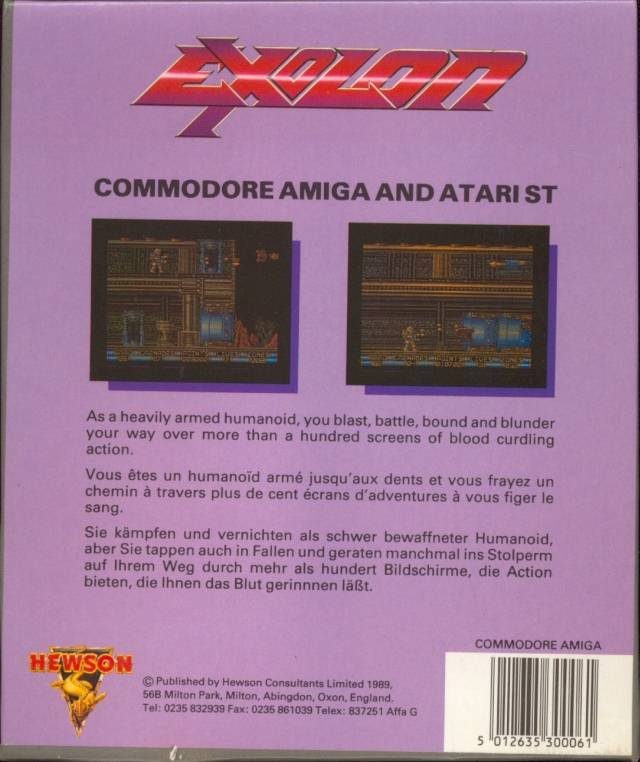 EXOLON
COMMODORE AMIGA AND ATARI ST
As a heavily armed humanoid, you blast, battle, bound and blunder
your way over more than a hundred screens of blood curdling
action.
Vous êtes un humanoïd armé jusqu'aux dents et vous frayez un
chemin à travers plus de cent écrans d'adventures à vous figer le
sang.
Sie kämpfen und vernichten als schwer bewaffneter Humanoid,
aber Sie tappen auch in Fallen und geraten manchmal ins Stolperm
auf Ihrem Weg durch mehr als hundert Bildschirme, die Action
bieten, die Ihnen das Blut gerinnnen läßt.
COMMODORE AMIGA
HEWSON
© Published by Hewson Consultants Limited 1989,
56B Milton Park, Milton, Abingdon, Oxon, England.
Tel: 0235 832939 Fax: 0235 861039 Telex: 837251 Affa G
5 012635 300061